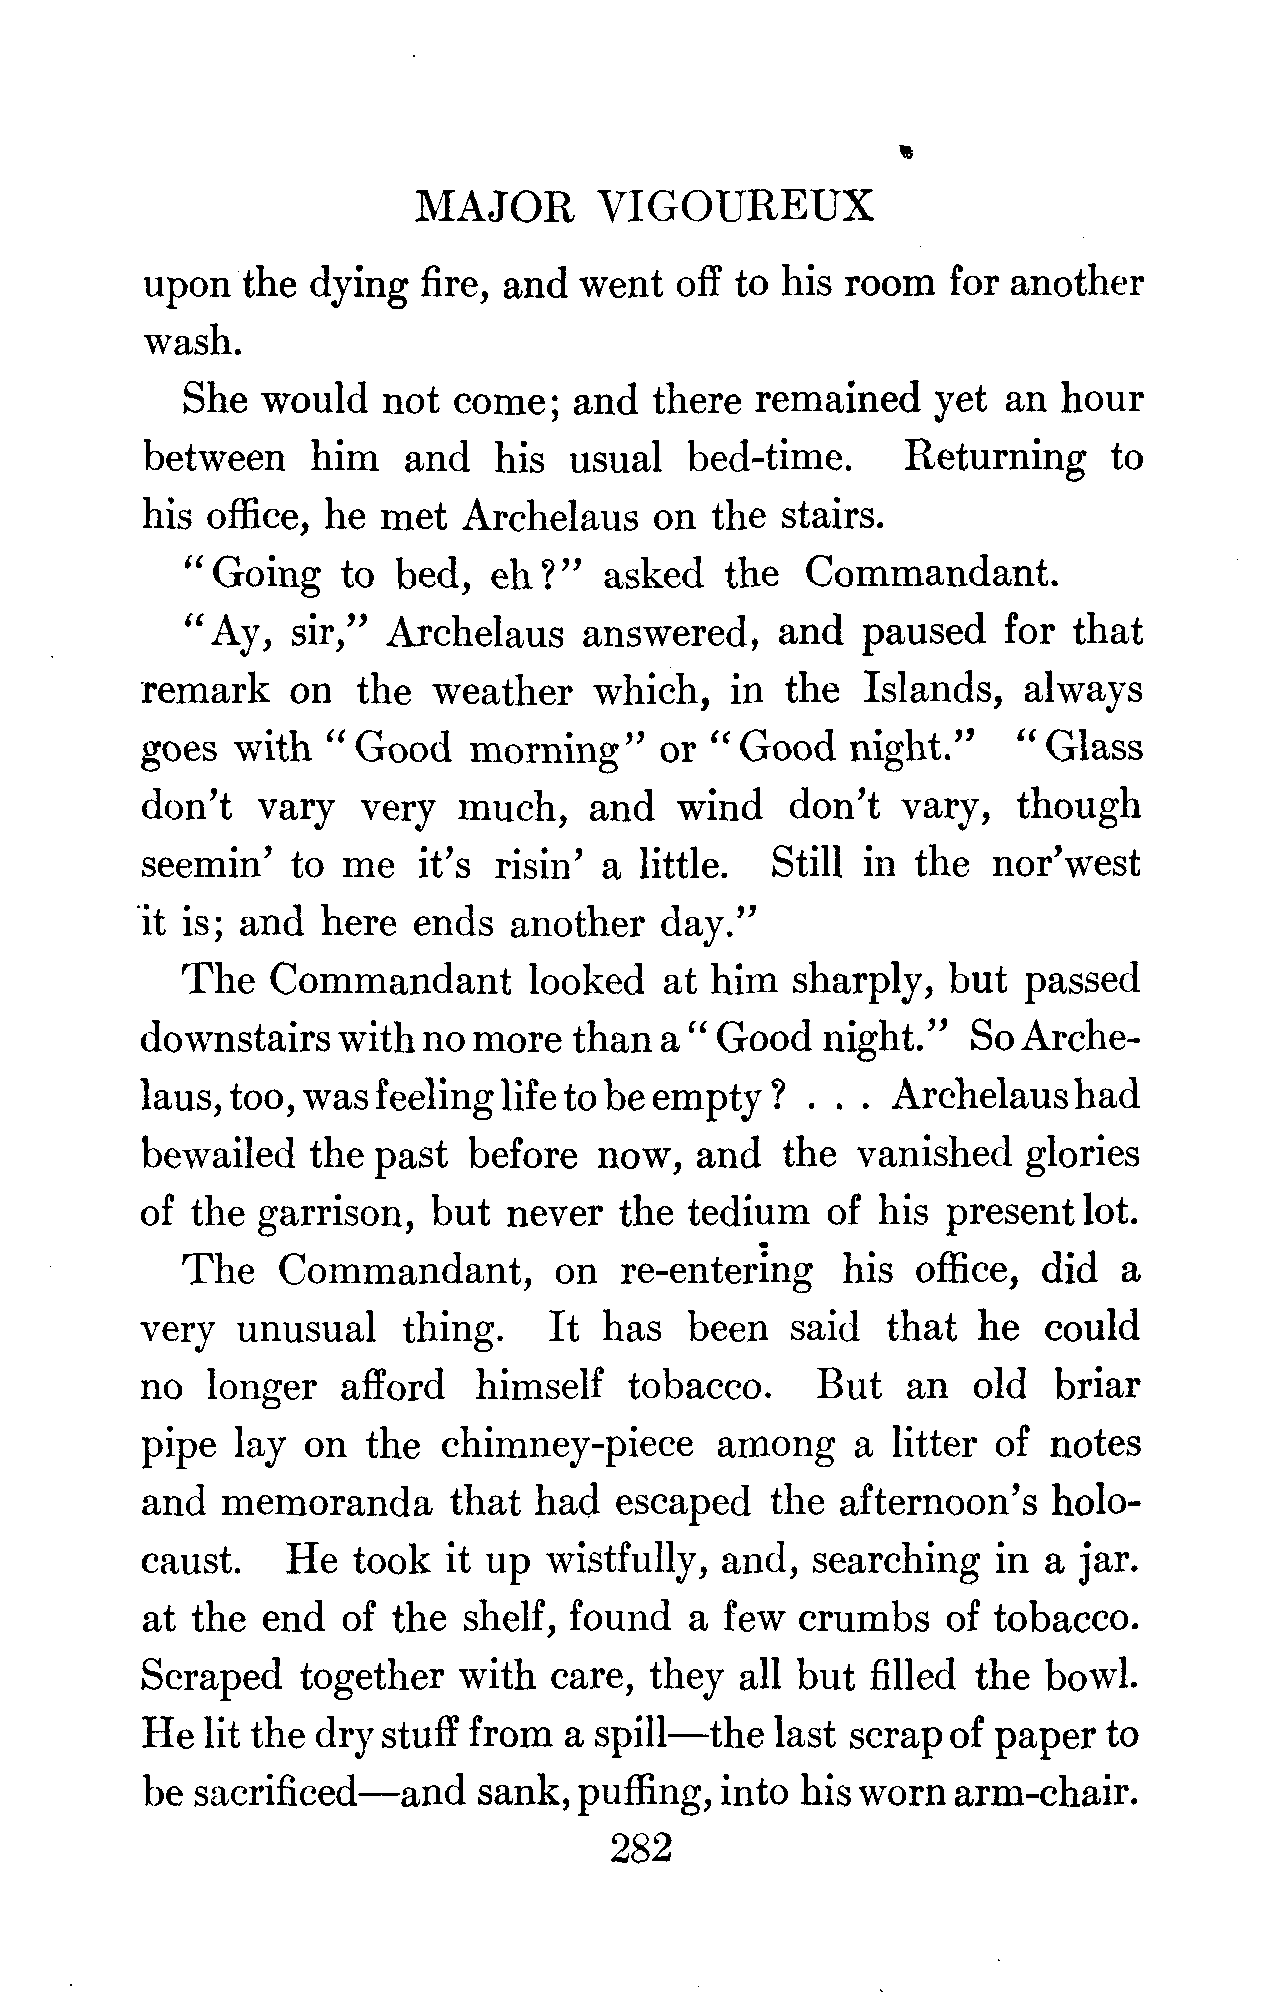 MAJOR VIGOUREUX
upon the dying fire, and went off to his room for another
wash.
She would not come; and there remained yet an hour
between him and his usual bed-time. Returning to
his office, he met Archelaus on the stairs.
"Going to bed, eh?" asked the Commandant.
"Ay, sir," Archelaus answered, and paused for that
remark on the weather which, in the Islands, always
goes with "Good morning" or "Good night." "Glass
don't vary very much, and wind don't vary, though
seemin' to me it's risin' a little. Still in the nor'west
it is; and here ends another day."
The Commandant looked at him sharply, but passed
downstairs with no more than a "Good night." So Arche-
laus, too, was feeling life to be empty? . . . Archelaus had
bewailed the past before now, and the vanished glories
of the garrison, but never the tedium of his present lot.
The Commandant, on re-entering his office, did a
very unusual thing. It has been said that he could
no longer afford himself tobacco. But an old briar
pipe lay on the chimney-piece among a litter of notes
and memoranda that had escaped the afternoon's holo-
caust. He took it up wistfully, and, searching in a jar.
at the end of the shelf, found a few crumbs of tobacco.
Scraped together with care, they all but filled the bowl.
He lit the dry stuff from a spill—the last scrap of paper to
be sacrificed—and sank, puffing, into his worn arm-chair.
282